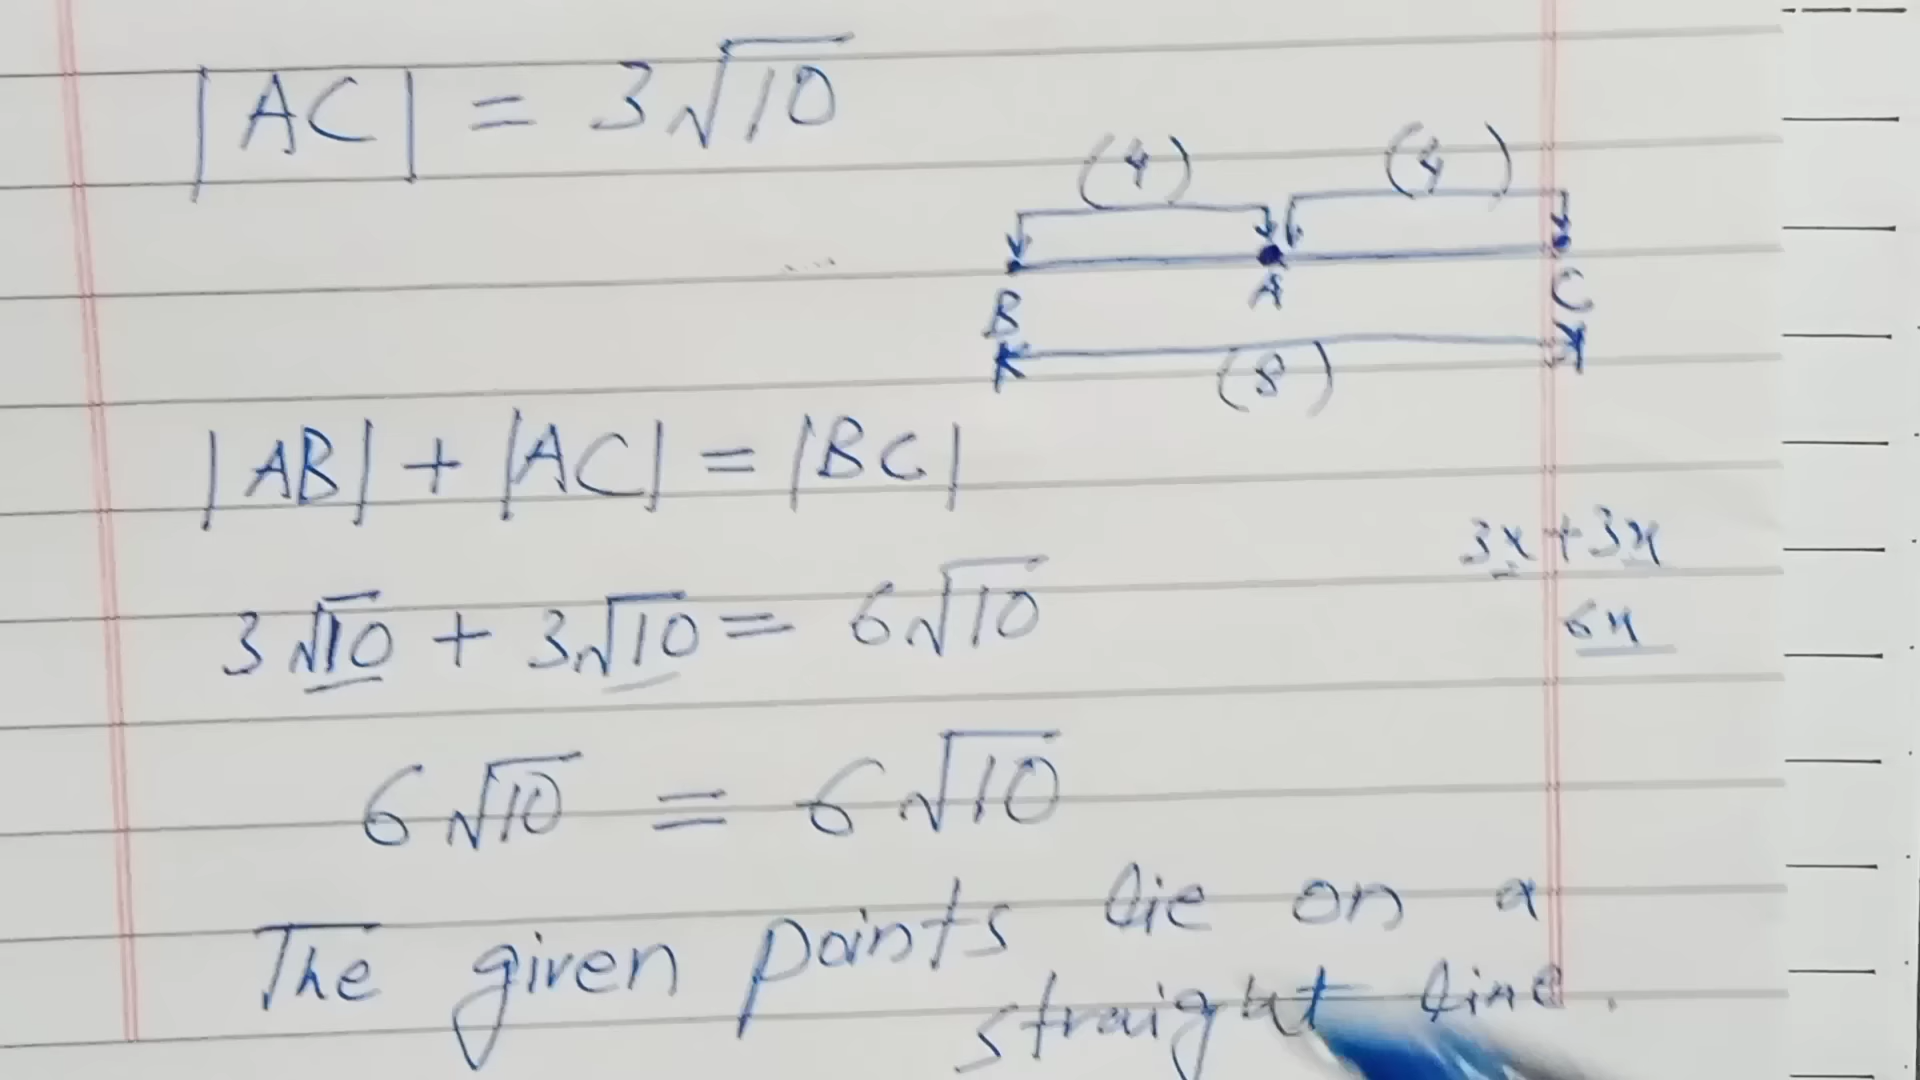 |AC| = 3√10
(4) (4)
B A C
(8)
|AB| + |AC| = |BC|
3x + 3x
6x
3√10 + 3√10 = 6√10
6√10 = 6√10
The given points lie on a
straight line.